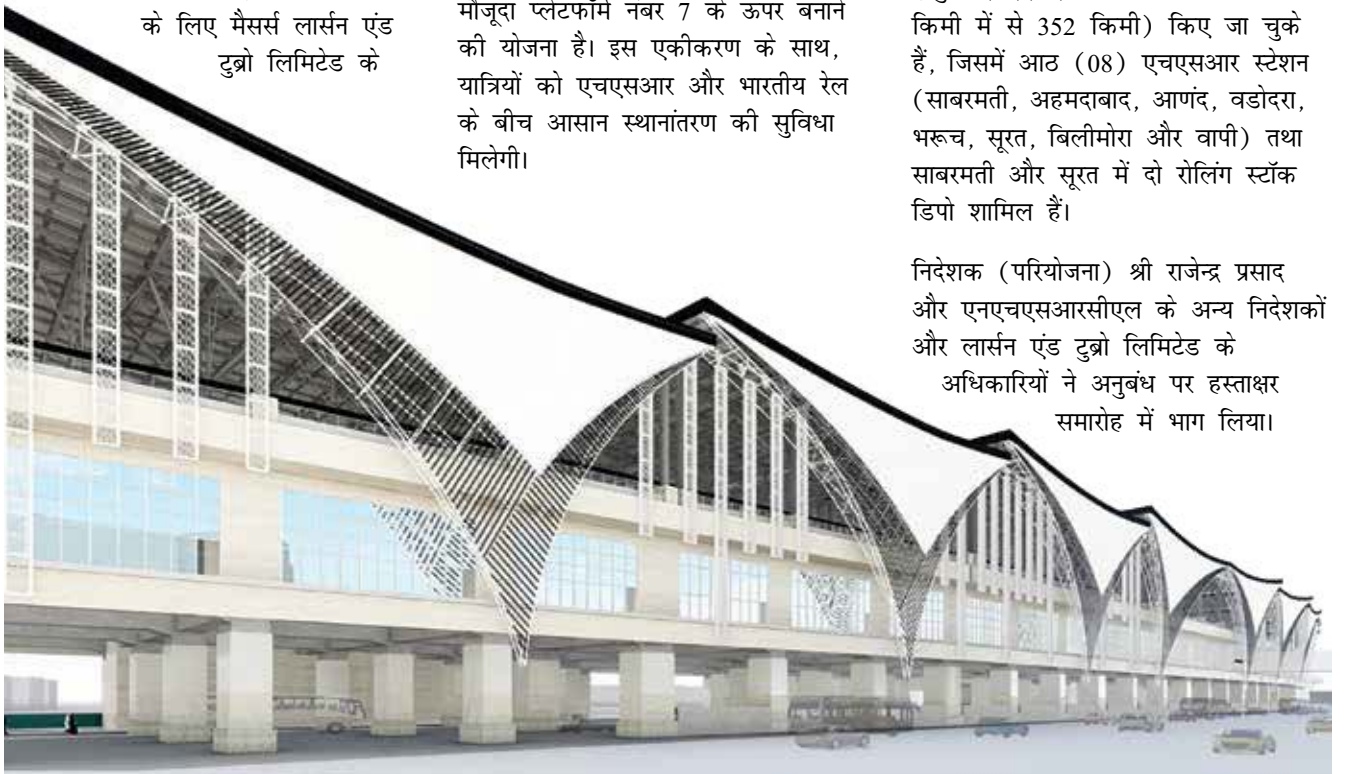 के लिए मैसर्स लार्सन एंड
टुब्रो लिमिटेड के
मौजूदा प्लेटफॉर्म नंबर 7 के ऊपर बनाने
की योजना है। इस एकीकरण के साथ,
यात्रियों को एचएसआर और भारतीय रेल
के बीच आसान स्थानांतरण की सुविधा
मिलेगी।
किमी में से 352 किमी) किए जा चुके
हैं, जिसमें आठ (08) एचएसआर स्टेशन
(साबरमती, अहमदाबाद, आणंद, वडोदरा,
भरूच, सूरत, बिलीमोरा और वापी) तथा
साबरमती और सूरत में दो रोलिंग स्टॉक
डिपो शामिल हैं।
निदेशक (परियोजना) श्री राजेन्द्र प्रसाद
और एनएचएसआरसीएल के अन्य निदेशकों
और लार्सन एंड टुब्रो लिमिटेड के
अधिकारियों ने अनुबंध पर हस्ताक्षर
समारोह में भाग लिया।